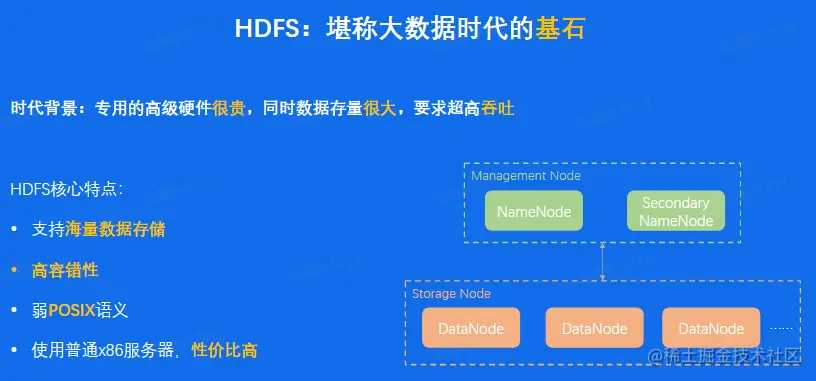 HDFS：堪称大数据时代的基石
时代背景：专用的高级硬件很贵，同时数据存量很大，要求超高吞吐
HDFS核心特点：
• 支持海量数据存储
• 高容错性
• 弱POSIX语义
• 使用普通x86服务器，性价比高
Management Node
NameNode
Secondary
NameNode
Storage Node
DataNode
DataNode
DataNode
......
@稀土掘金技术社区